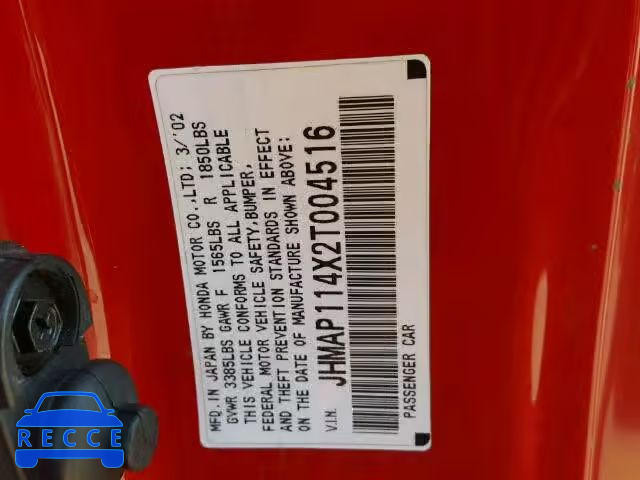 MFD. IN JAPAN BY HONDA MOTOR CO.,LTD; 3/'02
GVWR 3385LBS GAWR F 1565LBS R 1850LBS
THIS VEHICLE CONFORMS TO ALL APPLICABLE
FEDERAL MOTOR VEHICLE SAFETY,BUMPER,
AND THEFT PREVENTION STANDARDS IN EFFECT
ON THE DATE OF MANUFACTURE SHOWN ABOVE;
V.I.N. JHMAP114X2T004516
PASSENGER CAR
RECCE